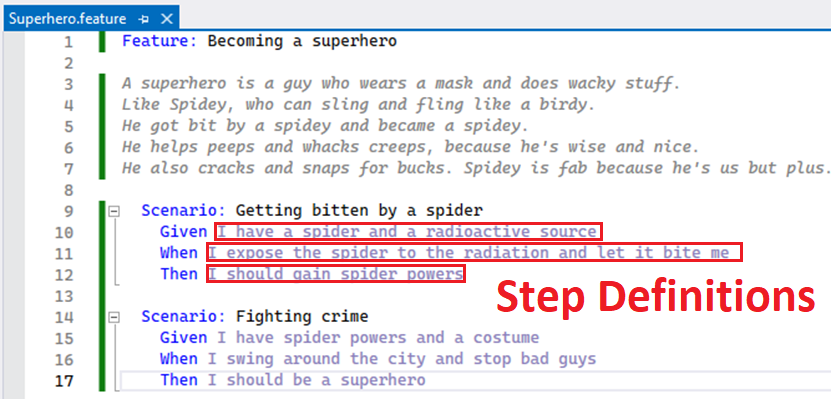 Superhero.feature
1 Feature: Becoming a superhero
2
3 A superhero is a guy who wears a mask and does wacky stuff.
4 Like Spidey, who can sling and fling like a birdy.
5 He got bit by a spidey and became a spidey.
6 He helps peeps and whacks creeps, because he's wise and nice.
7 He also cracks and snaps for bucks. Spidey is fab because he's us but plus.
8
9 Scenario: Getting bitten by a spider
10 Given I have a spider and a radioactive source
11 When I expose the spider to the radiation and let it bite me
12 Then I should gain spider powers
Step Definitions
13
14 Scenario: Fighting crime
15 Given I have spider powers and a costume
16 When I swing around the city and stop bad guys
17 Then I should be a superhero